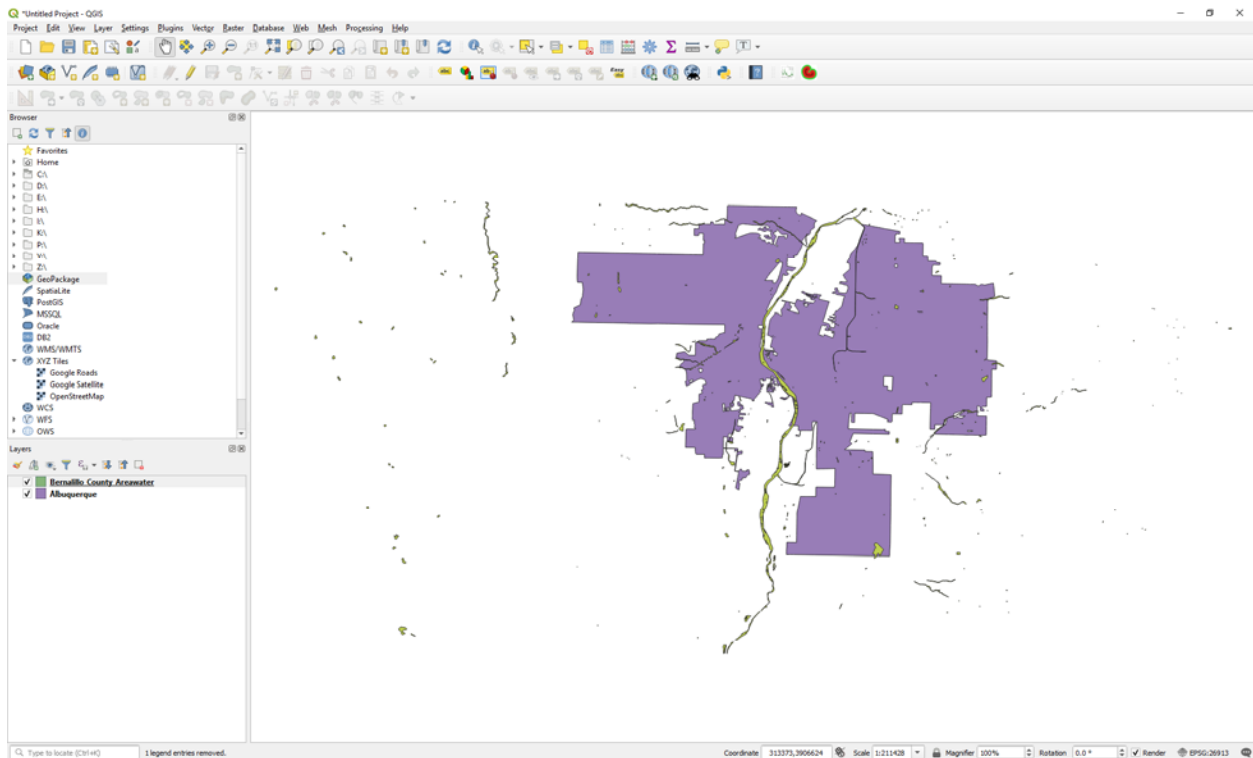 *Untitled Project - QGIS
Project Edit View Layer Settings Plugins Vector Raster Database Web Mesh Processing Help
Browser
Favorites
Home
C:\
D:\
E:\
H:\
I:\
K:\
P:\
V:\
Z:\
GeoPackage
SpatiaLite
PostGIS
MSSQL
Oracle
DB2
WMS/WMTS
XYZ Tiles
Google Roads
Google Satellite
OpenStreetMap
WCS
WFS
OWS
Layers
Bernalillo County Areawater
Albuquerque
Type to locate (Ctrl+K) 1 legend entries removed. Coordinate 313373,3906624 Scale 1:211428 Magnifier 100% Rotation 0.0 ° Render EPSG:26913